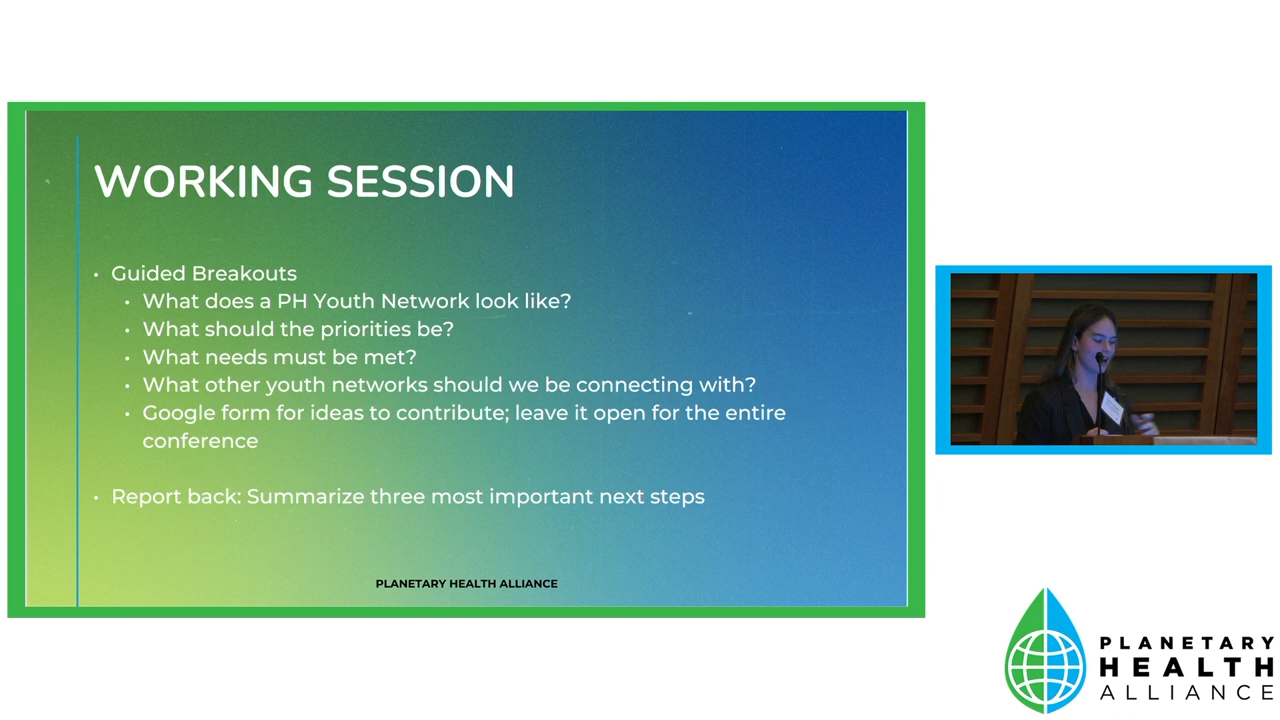 WORKING SESSION
• Guided Breakouts
• What does a PH Youth Network look like?
• What should the priorities be?
• What needs must be met?
• What other youth networks should we be connecting with?
• Google form for ideas to contribute; leave it open for the entire
conference
• Report back: Summarize three most important next steps
PLANETARY HEALTH ALLIANCE
PLANETARY
HEALTH
ALLIANCE